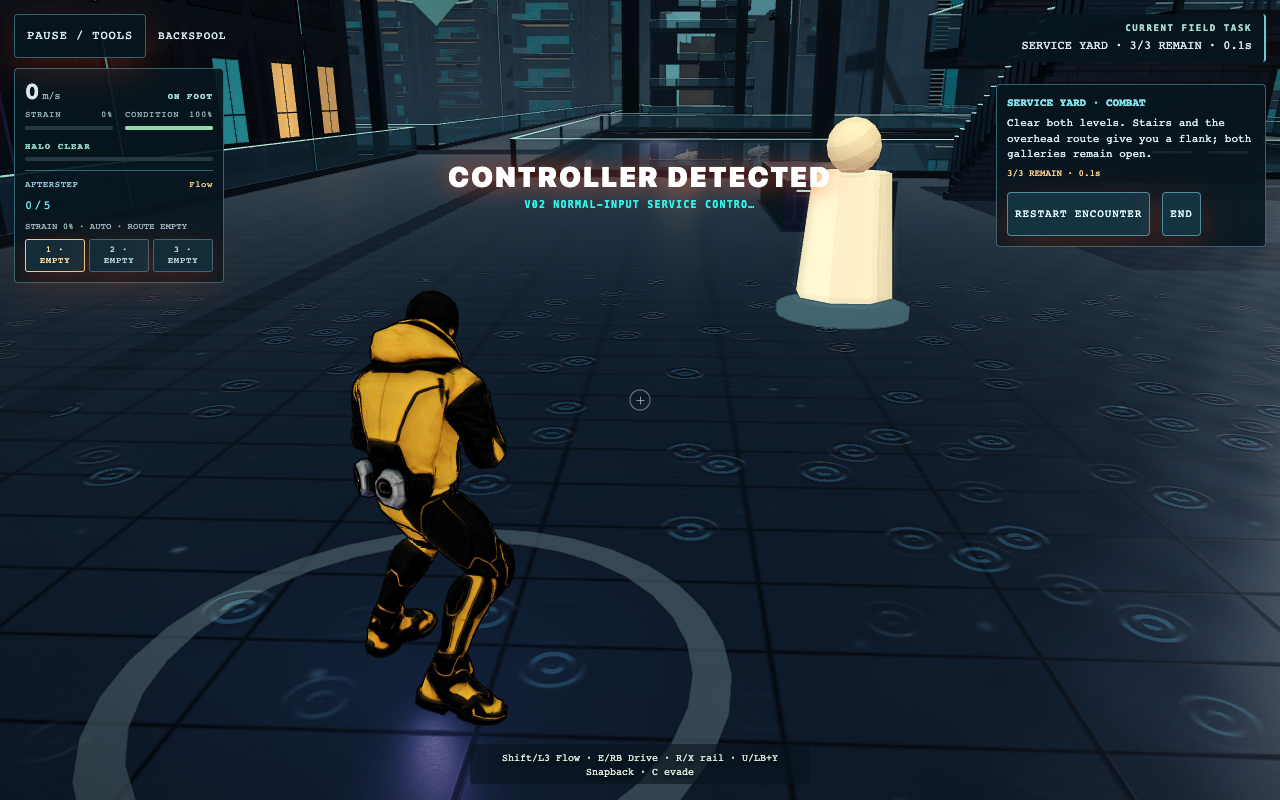 PAUSE / TOOLS
BACKSPOOL
0 m/s
ON FOOT
STRAIN 0%
CONDITION 100%
HALO CLEAR
AFTERSTEP Flow
0/5
STRAIN 0% · AUTO · ROUTE EMPTY
1 · EMPTY
2 · EMPTY
3 · EMPTY
CONTROLLER DETECTED
V02 NORMAL-INPUT SERVICE CONTRO…
CURRENT FIELD TASK
SERVICE YARD · 3/3 REMAIN · 0.1s
SERVICE YARD · COMBAT
Clear both levels. Stairs and the
overhead route give you a flank; both
galleries remain open.
3/3 REMAIN · 0.1s
RESTART ENCOUNTER
END
Shift/L3 Flow · E/RB Drive · R/X rail · U/LB+Y
Snapback · C evade